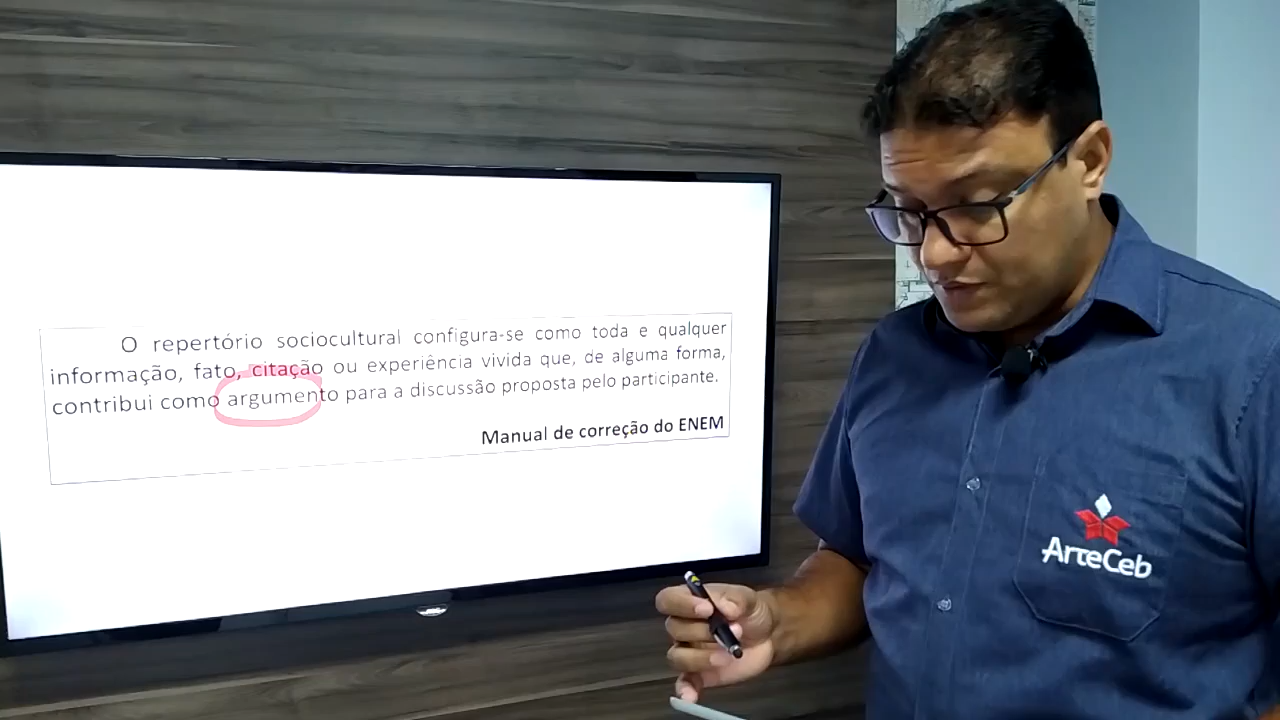 O repertório sociocultural configura-se como toda e qualquer
informação, fato, citação ou experiência vivida que, de alguma forma,
contribui como argumento para a discussão proposta pelo participante.
Manual de correção do ENEM
ArteCeb